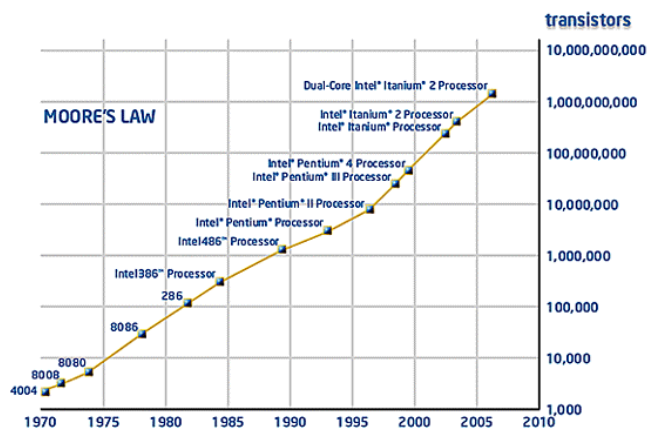 transistors
10,000,000,000
Dual-Core Intel® Itanium® 2 Processor
1,000,000,000
MOORE'S LAW
Intel® Itanium® 2 Processor
Intel® Itanium® Processor
100,000,000
Intel® Pentium® 4 Processor
Intel® Pentium® III Processor
Intel® Pentium® II Processor
10,000,000
Intel® Pentium® Processor
Intel486™ Processor
1,000,000
Intel386™ Processor
286
100,000
8086
8080
10,000
8008
4004
1,000
1970 1975 1980 1985 1990 1995 2000 2005 2010